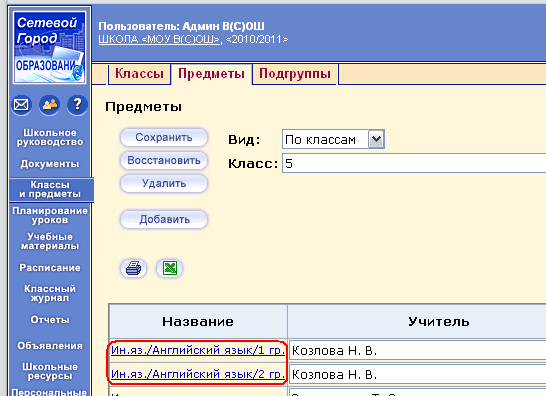 Сетевой
Город
ОБРАЗОВАНИ
Пользователь: Админ В(С)ОШ
ШКОЛА <МОУ В(С)ОШ>, <2010/2011>
Классы
Предметы
Подгруппы
?
Школьное
руководство
Документы
Классы
и предметы
Планирование
уроков
Учебные
материалы
Расписание
Классный
журнал
Отчеты
Объявления
Школьные
ресурсы
Персональные
Предметы
Сохранить
Восстановить
Удалить
Добавить
Вид: По классам
Класс: 5
Название Учитель
Ин.яз./Английский язык/1 гр. Козлова Н. В.
Ин.яз./Английский язык/2 гр. Козлова Н. В.